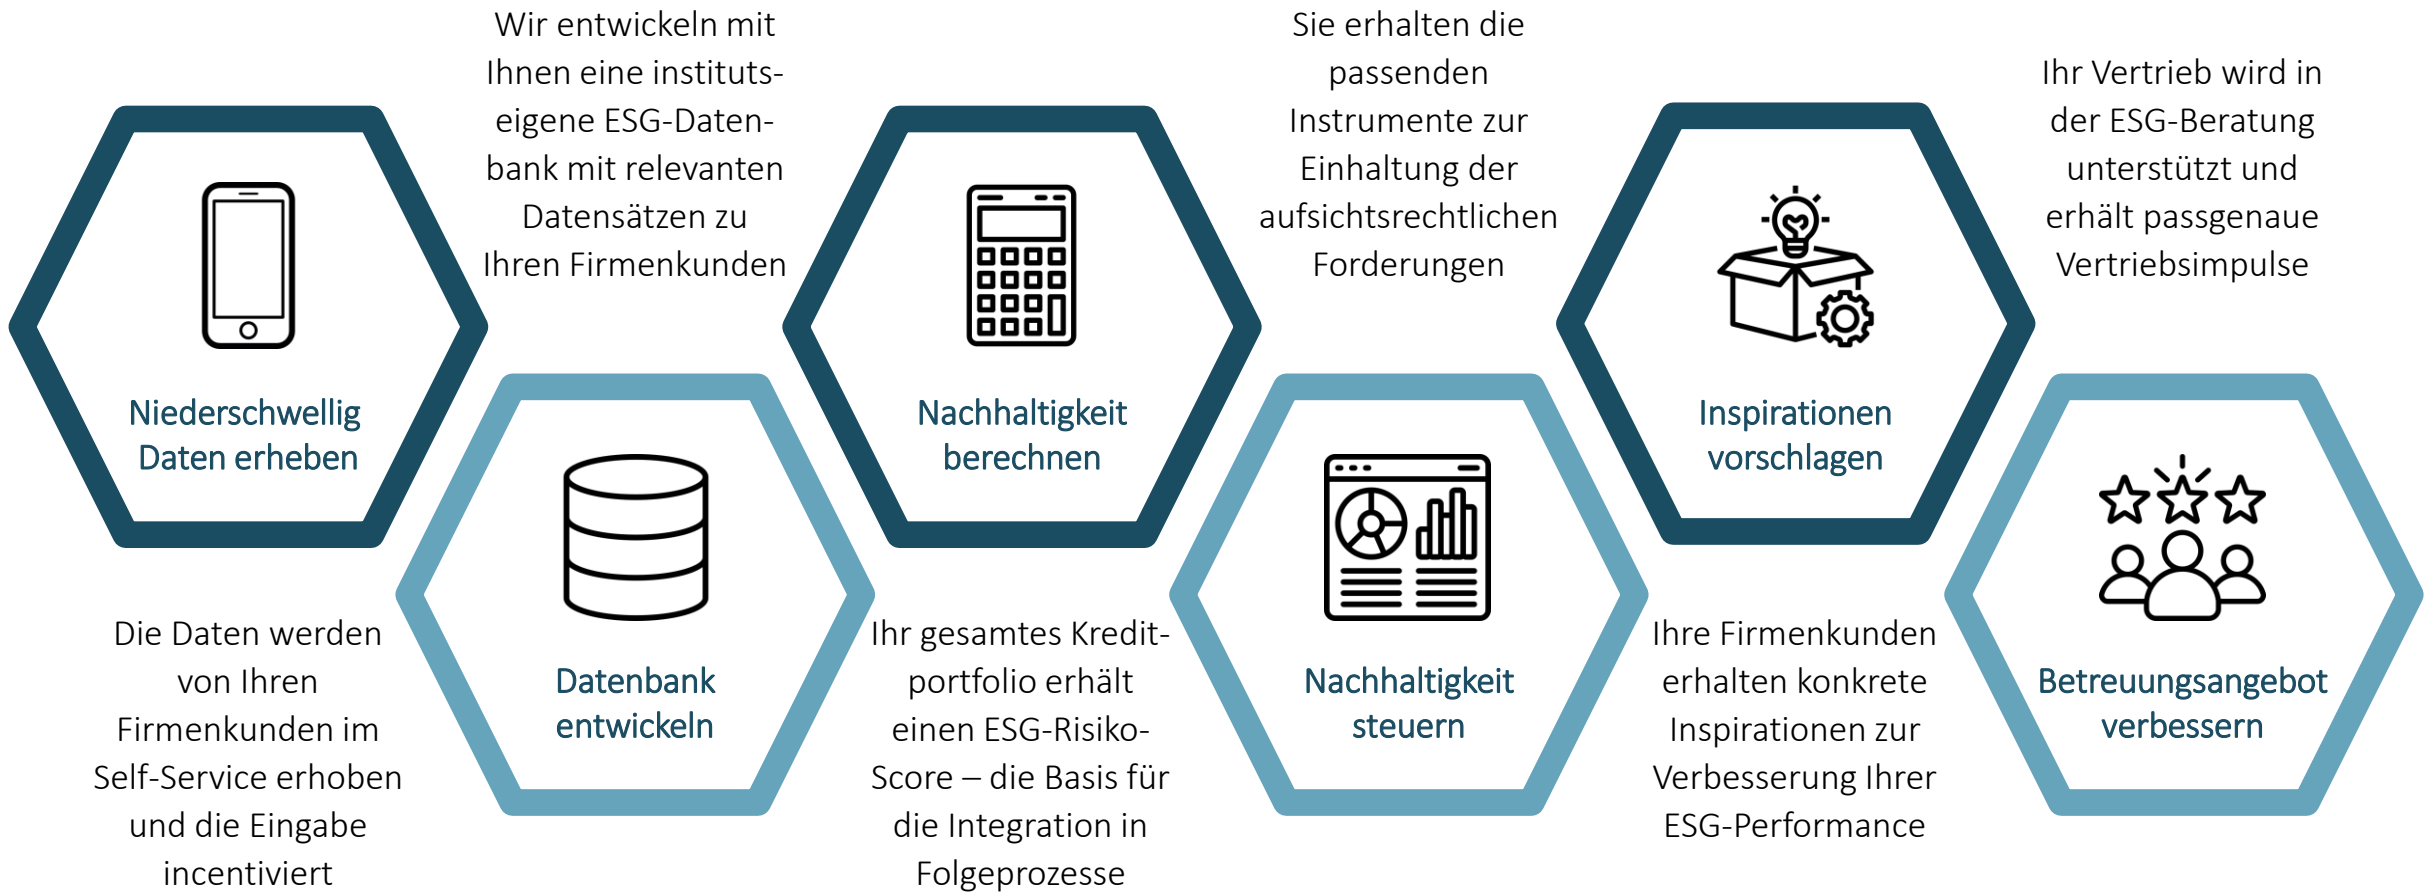 Niederschwellig
Daten erheben
Die Daten werden
von Ihren
Firmenkunden im
Self-Service erhoben
und die Eingabe
incentiviert
Wir entwickeln mit
Ihnen eine instituts-
eigene ESG-Daten-
bank mit relevanten
Datensätzen zu
Ihren Firmenkunden
Datenbank
entwickeln
Nachhaltigkeit
berechnen
Ihr gesamtes Kredit-
portfolio erhält
einen ESG-Risiko-
Score – die Basis für
die Integration in
Folgeprozesse
Sie erhalten die
passenden
Instrumente zur
Einhaltung der
aufsichtsrechtlichen
Forderungen
Nachhaltigkeit
steuern
Inspirationen
vorschlagen
Ihre Firmenkunden
erhalten konkrete
Inspirationen zur
Verbesserung Ihrer
ESG-Performance
Ihr Vertrieb wird in
der ESG-Beratung
unterstützt und
erhält passgenaue
Vertriebsimpulse
Betreuungsangebot
verbessern